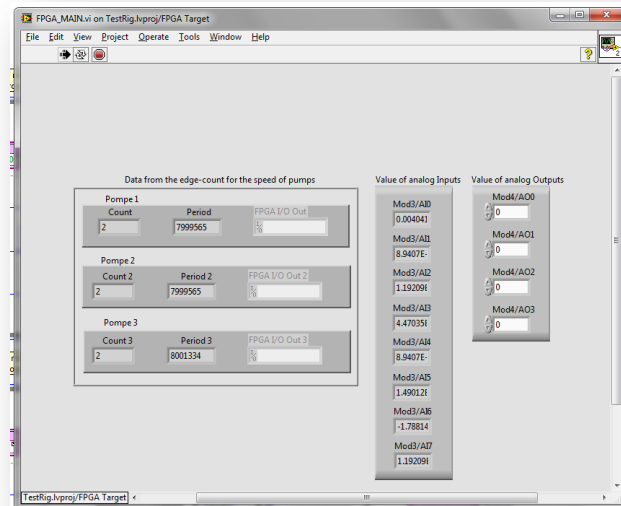 FPGA_MAIN.vi on TestRig.lvproj/FPGA Target
File Edit View Project Operate Tools Window Help
2
Data from the edge-count for the speed of pumps
Pompe 1
Count Period FPGA I/O Out
2 7999565
Pompe 2
Count 2 Period 2 FPGA I/O Out 2
2 7999565
Pompe 3
Count 3 Period 3 FPGA I/O Out 3
2 8001334
Value of analog Inputs
Mod3/AI0
0.004041
Mod3/AI1
8.9407E-
Mod3/AI2
1.19209E
Mod3/AI3
4.47035E
Mod3/AI4
8.9407E-
Mod3/AI5
1.49012E
Mod3/AI6
-1.78814
Mod3/AI7
1.19209E
Value of analog Outputs
Mod4/AO0
0
Mod4/AO1
0
Mod4/AO2
0
Mod4/AO3
0
TestRig.lvproj/FPGA Target